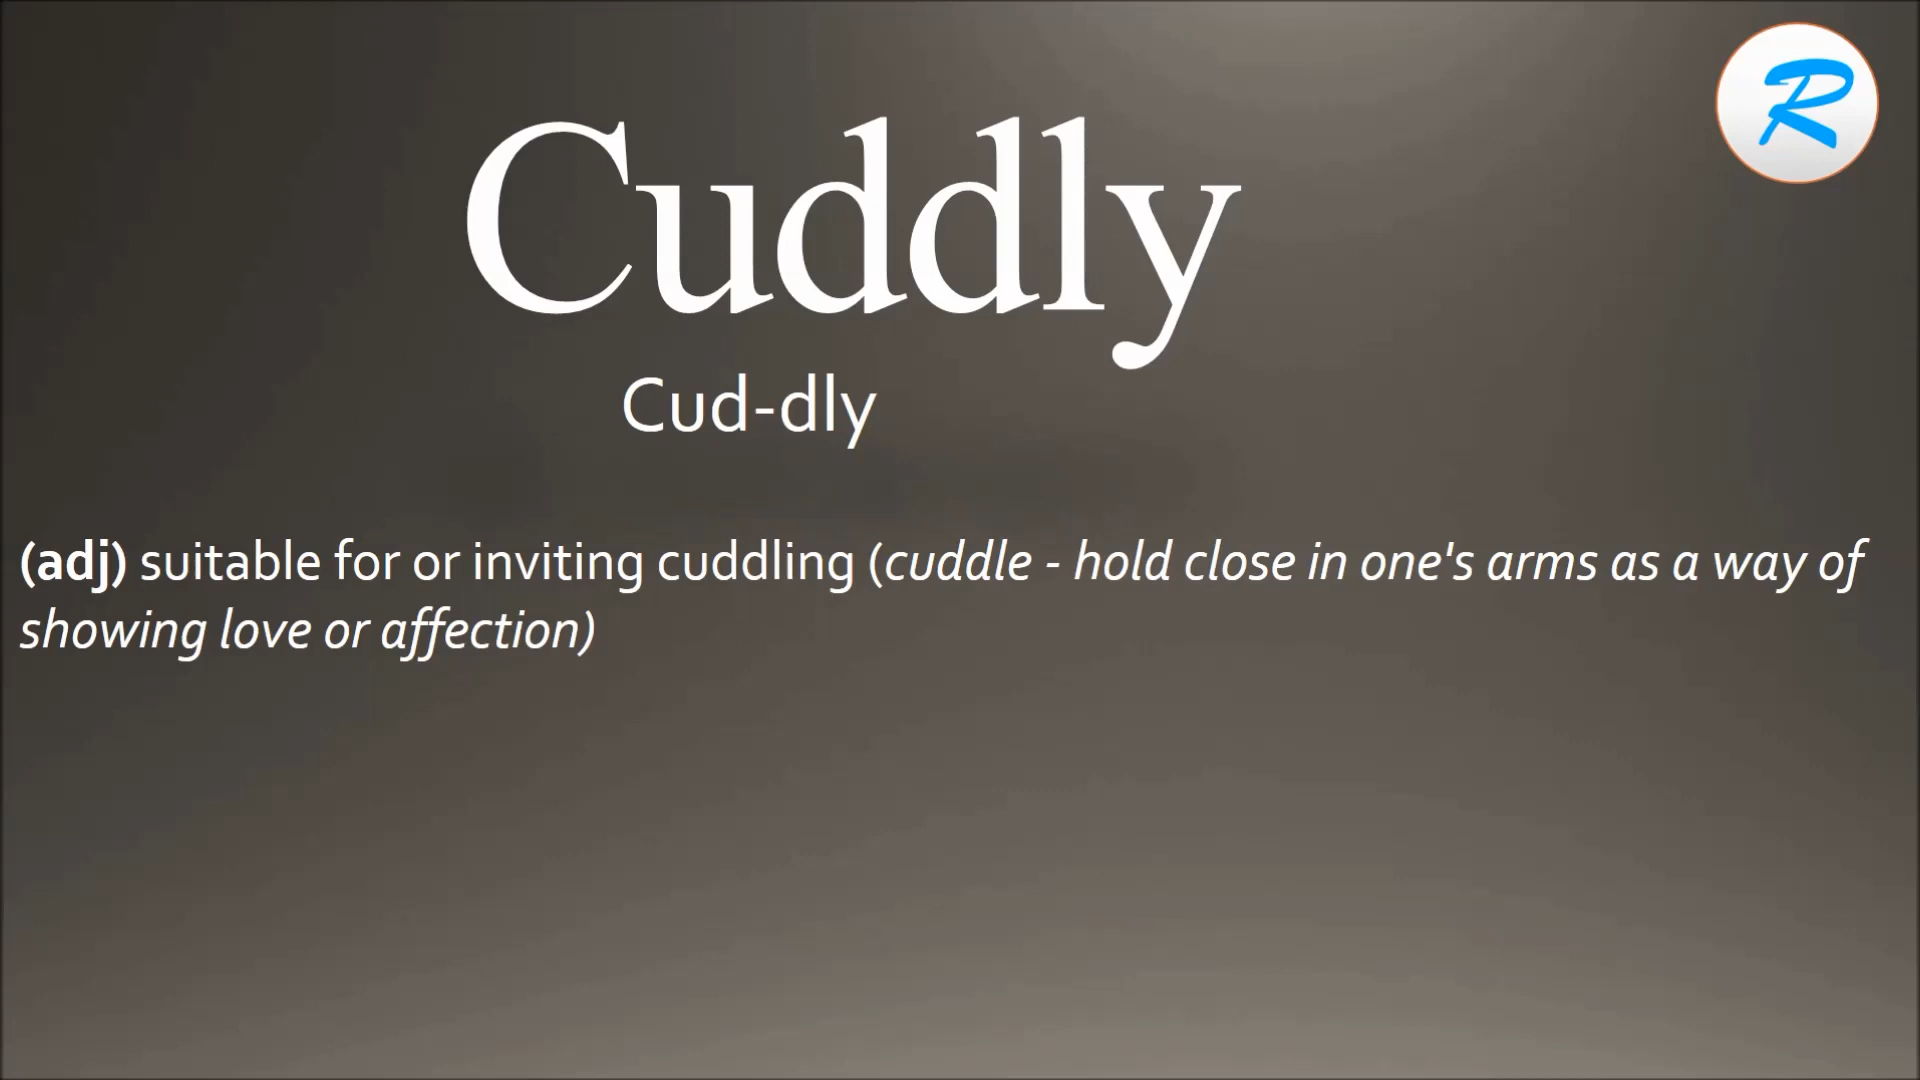 R
Cuddly
Cud-dly
(adj) suitable for or inviting cuddling (cuddle - hold close in one's arms as a way of
showing love or affection)